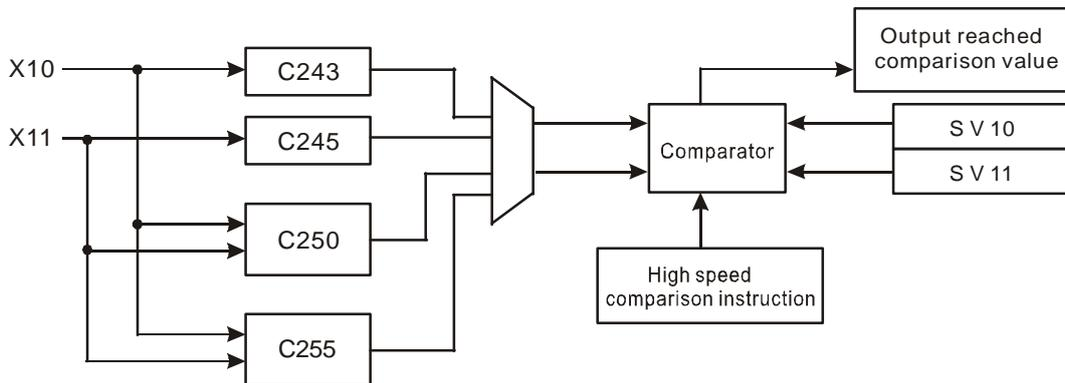 X10
C243
Output reached
comparison value
X11
C245
Comparator
S V 10
S V 11
C250
High speed
comparison instruction
C255